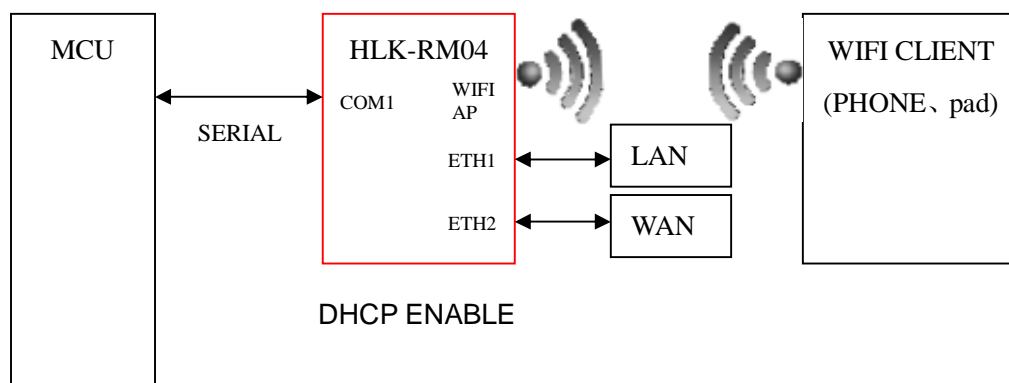 MCU
SERIAL
HLK-RM04
COM1
WIFI
AP
ETH1
ETH2
LAN
WAN
WIFI CLIENT
(PHONE、pad)
DHCP ENABLE